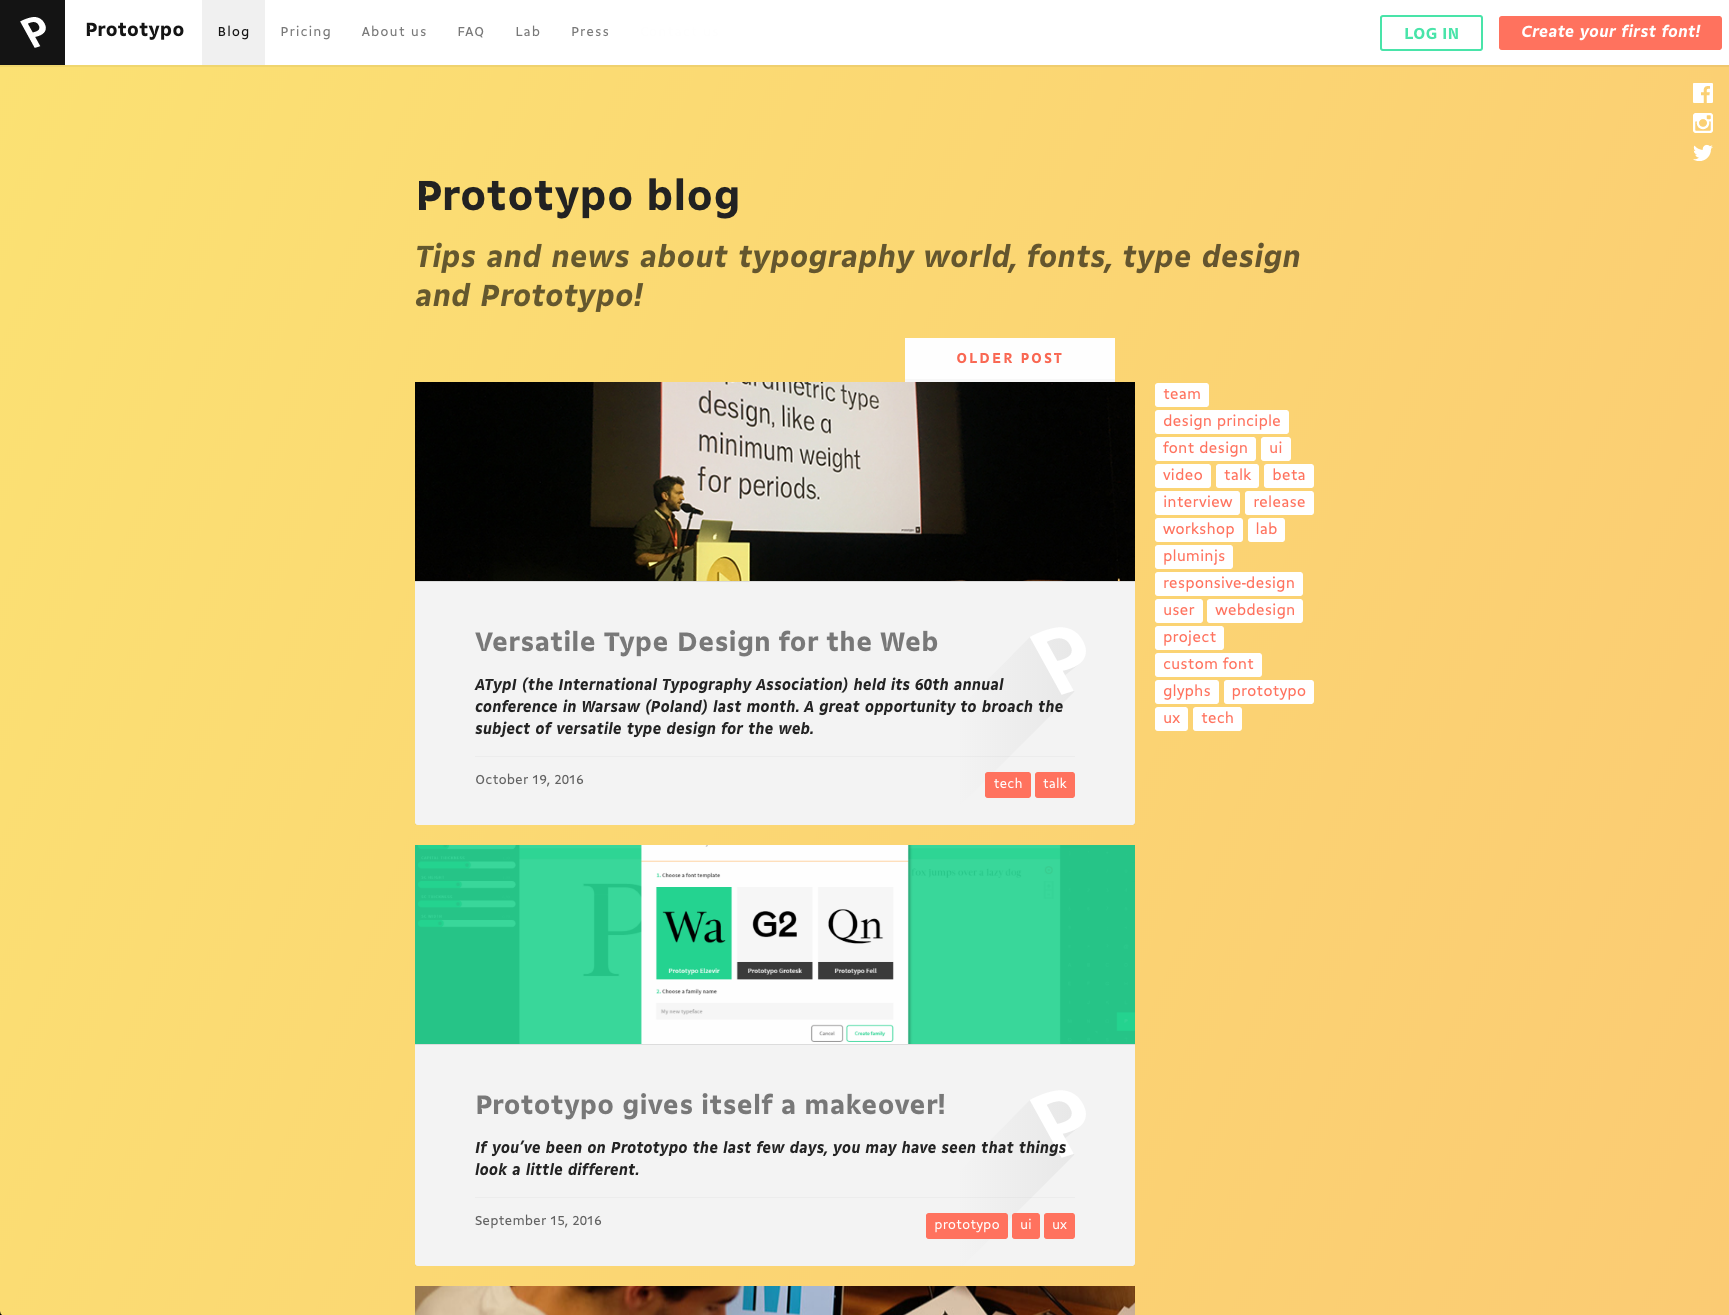 Prototypo
Blog
Pricing
About us
FAQ
Lab
Press
LOG IN
Create your first font!
Prototypo blog
Tips and news about typography world, fonts, type design
and Prototypo!
OLDER POST
parametric type
design, like a
minimum weight
for periods.
team
design principle
font design ui
video talk beta
interview release
workshop lab
pluminjs
responsive-design
user webdesign
project
custom font
glyphs prototypo
ux tech
Versatile Type Design for the Web
ATypI (the International Typography Association) held its 60th annual
conference in Warsaw (Poland) last month. A great opportunity to broach the
subject of versatile type design for the web.
October 19, 2016
tech talk
1. Choose a font template
fox jumps over a lazy dog
Wa G2 Qn
Prototypo Elzevir Prototypo Grotesk Prototypo Fell
2. Choose a family name
My new typeface
Cancel Create family
Prototypo gives itself a makeover!
If you’ve been on Prototypo the last few days, you may have seen that things
look a little different.
September 15, 2016
prototypo ui ux